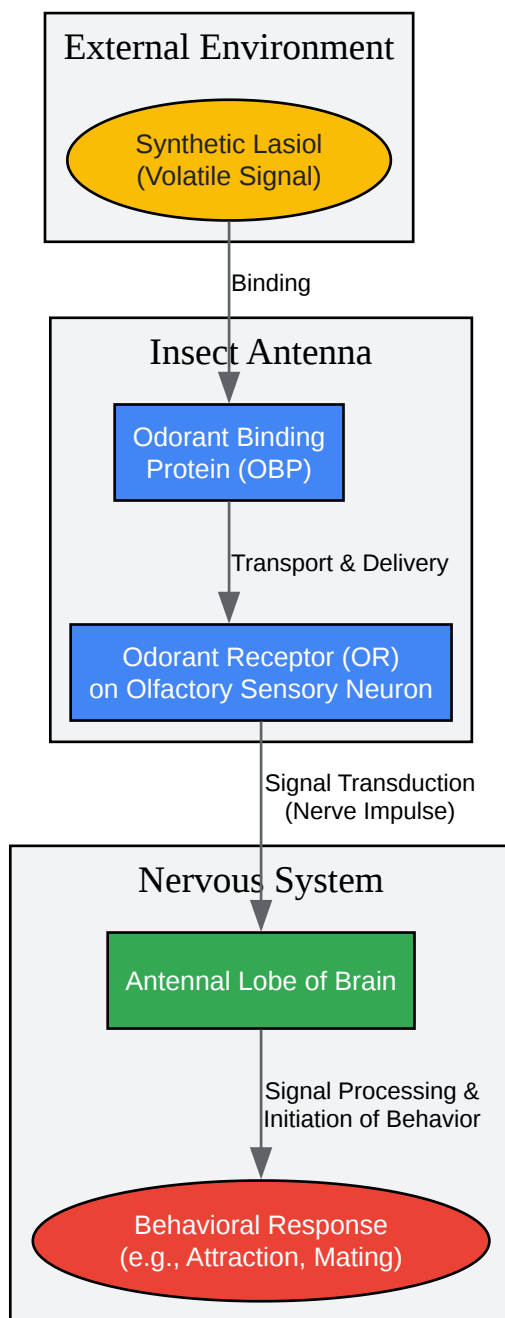 External Environment
Synthetic Lasiol
(Volatile Signal)
Binding
Insect Antenna
Odorant Binding
Protein (OBP)
Transport & Delivery
Odorant Receptor (OR)
on Olfactory Sensory Neuron
Signal Transduction
(Nerve Impulse)
Nervous System
Antennal Lobe of Brain
Signal Processing &
Initiation of Behavior
Behavioral Response
(e.g., Attraction, Mating)